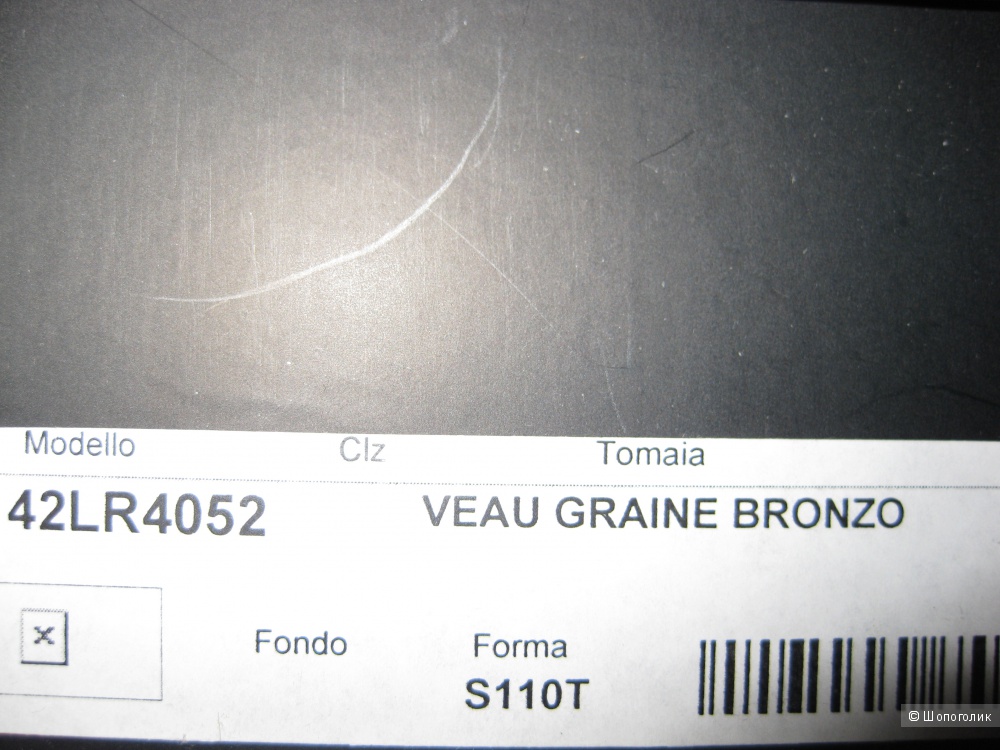 Modello Clz Tomaia
42LR4052 VEAU GRAINE BRONZO
Fondo Forma
S110T
© Шопоголик